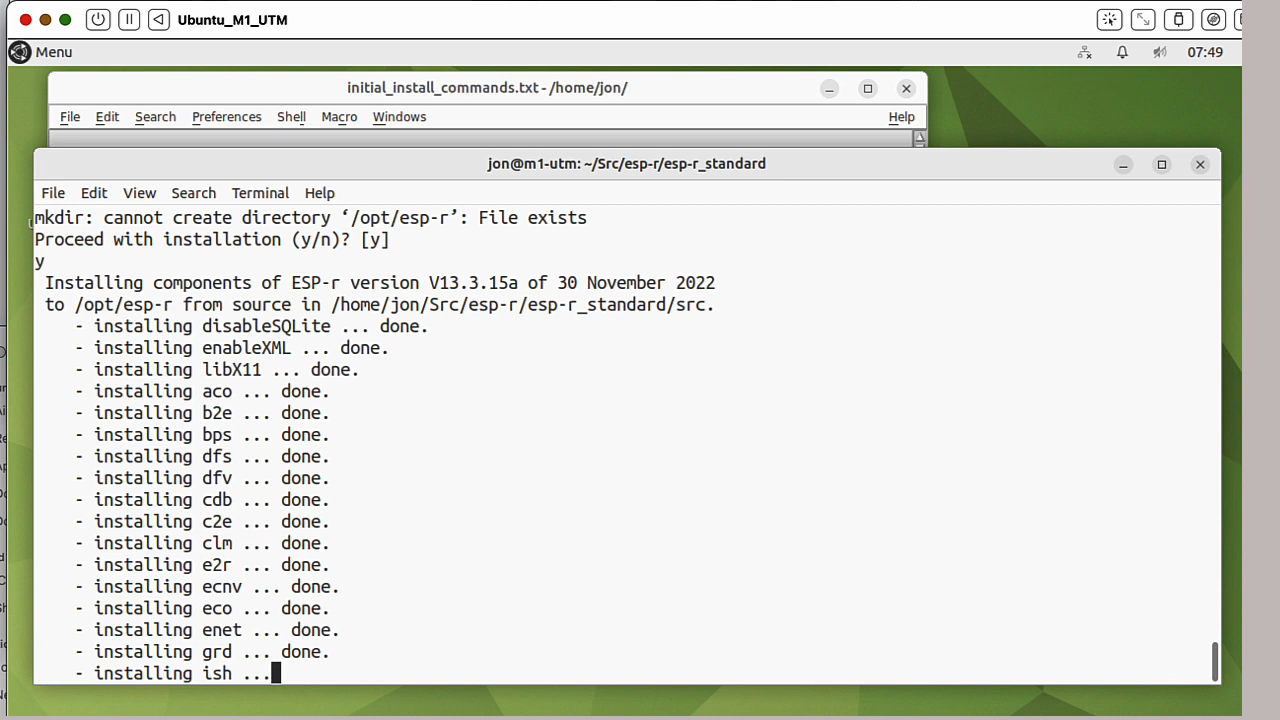 Ubuntu_M1_UTM
Menu
07:49
initial_install_commands.txt - /home/jon/
File Edit Search Preferences Shell Macro Windows Help
jon@m1-utm: ~/Src/esp-r/esp-r_standard
File Edit View Search Terminal Help
mkdir: cannot create directory ‘/opt/esp-r’: File exists
Proceed with installation (y/n)? [y]
y
Installing components of ESP-r version V13.3.15a of 30 November 2022
to /opt/esp-r from source in /home/jon/Src/esp-r/esp-r_standard/src.
- installing disableSQLite ... done.
- installing enableXML ... done.
- installing libX11 ... done.
- installing aco ... done.
- installing b2e ... done.
- installing bps ... done.
- installing dfs ... done.
- installing dfv ... done.
- installing cdb ... done.
- installing c2e ... done.
- installing clm ... done.
- installing e2r ... done.
- installing ecnv ... done.
- installing eco ... done.
- installing enet ... done.
- installing grd ... done.
- installing ish ...